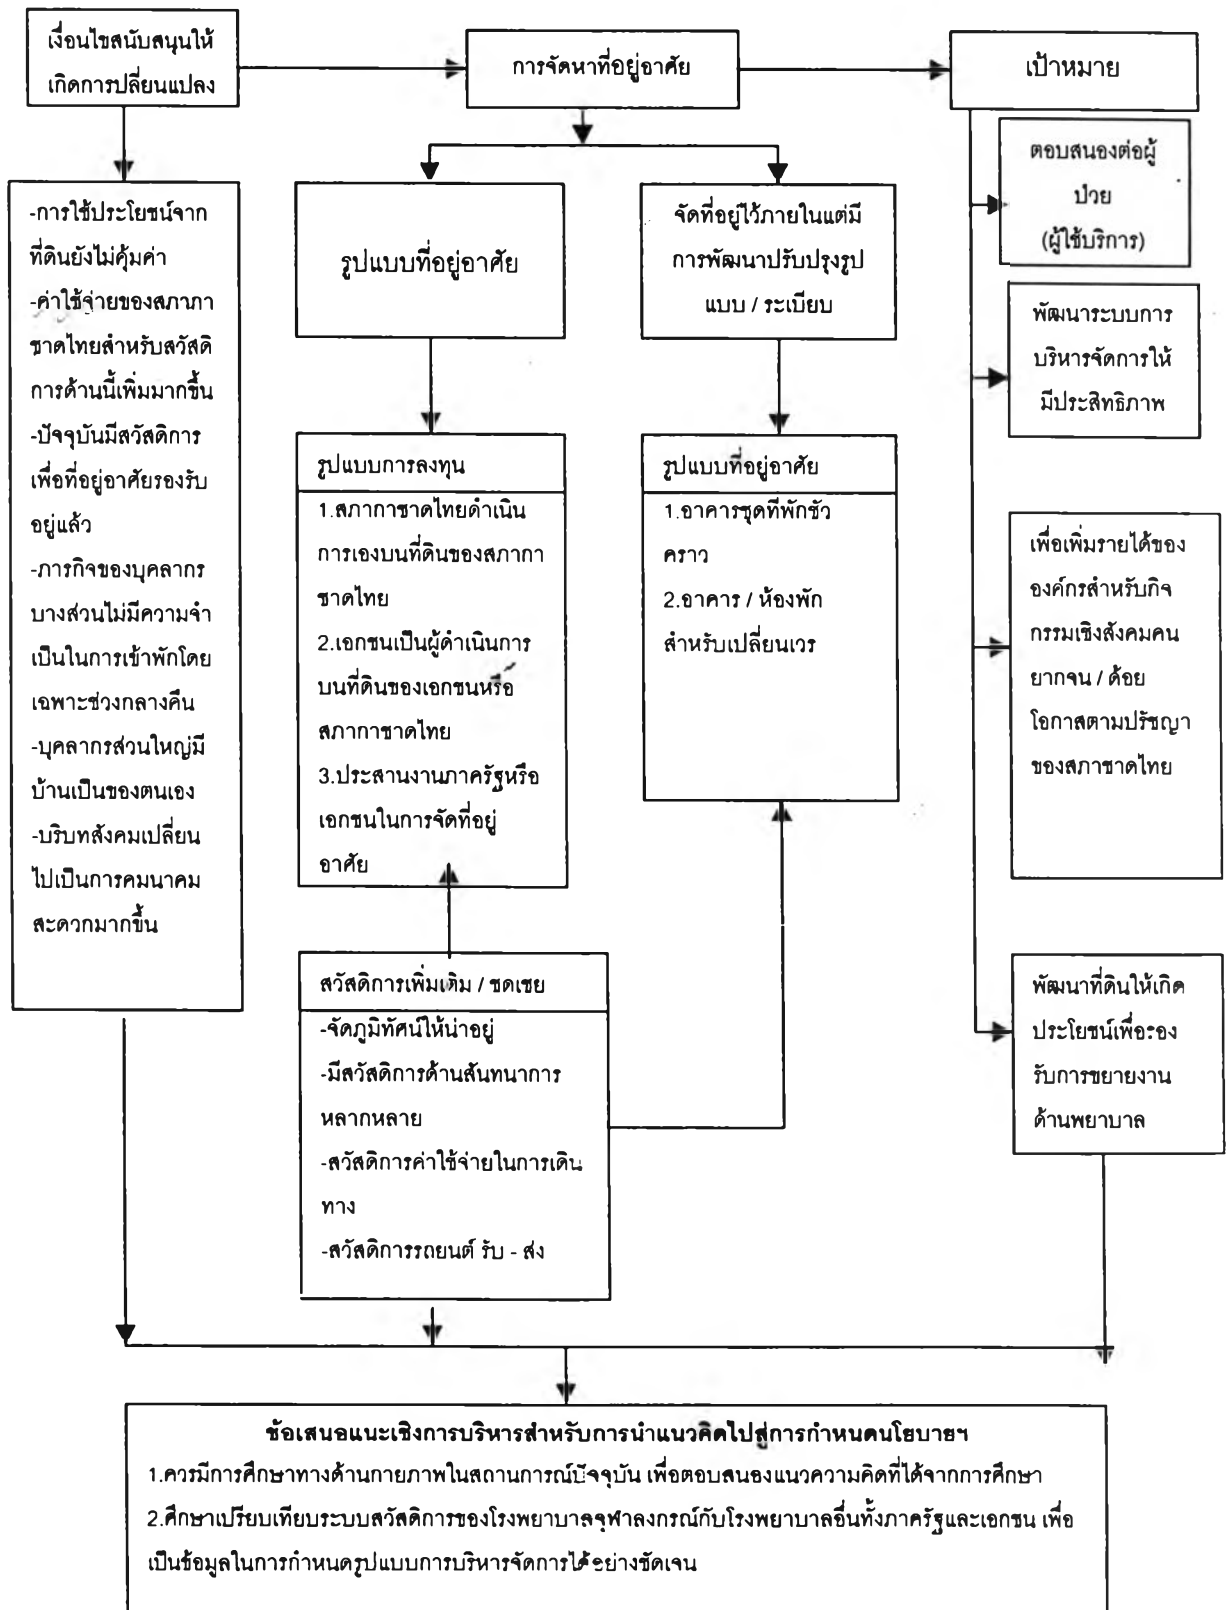 เงื่อนไขสนับสนุนให้
เกิดการปลี่ยนแปลง
การจัดหาที่อยู่อาศัย
เป้าหมาย
-การใช้ประโยชน์จาก
ที่ดินยังไม่คุ้มค่า
-ค่าใช้จ่ายของสภากา
ชาดไทยสำหรับสวัสดิ
การด้านนี้เพิ่มมากขึ้น
-ปัจจุบันมีสวัสดิการ
เพื่อที่อยู่อาศัยรองรับ
อยู่แล้ว
-ภารกิจของบุคลากร
บางส่วนไม่มีความจำ
เป็นในการเข้าพักโดย
เฉพาะช่วงกลางคืน
-บุคลากรส่วนใหญ่มี
บ้านเป็นของตนเอง
-บริบทสังคมเปลี่ยน
ไปเป็นการคมนาคม
สะดวกมากขึ้น
รูปแบบที่อยู่อาศัย
จัดที่อยู่ไว้ภายในแต่มี
การพัฒนาปรับปรุงรูป
แบบ / ระเบียบ
รูปแบบการลงทุน
1.สภากาชาดไทยดำเนิน
การเองบนที่ดินของสภากา
ชาดไทย
2.เอกชนเป็นผู้ดำเนินการ
บนที่ดินของเอกชนหรือ
สภากาชาดไทย
3.ประสานงานภาครัฐหรือ
เอกชนในการจัดที่อยู่
อาศัย
รูปแบบที่อยู่อาศัย
1.อาคารชุดที่พักชั่ว
คราว
2.อาคาร / ห้องพัก
สำหรับเปลี่ยนเวร
สวัสดิการเพิ่มเติม / ชดเชย
-จัดภูมิทัศน์ให้น่าอยู่
-มีสวัสดิการด้านสันทนาการ
หลากหลาย
-สวัสดิการค่าใช้จ่ายในการเดิน
ทาง
-สวัสดิการรถยนต์ รับ - ส่ง
ตอบสนองต่อผู้
ป่วย
(ผู้ใช้บริการ)
พัฒนาระบบการ
บริหารจัดการให้
มีประสิทธิภาพ
เพื่อเพิ่มรายได้ของ
องค์กรสำหรับกิจ
กรรมเชิงสังคมคน
ยากจน / ด้อย
โอกาสตามปรัชญา
ของสภาชาดไทย
พัฒนาที่ดินให้เกิด
ประโยชน์เพื่อรอง
รับการขยายงาน
ด้านพยาบาล
ข้อเสนอแนะเชิงการบริหารสำหรับการนำแนวคิดไปสู่การกำหนดนโยบายฯ
1.ควรมีการศึกษาทางด้านกายภาพในสถานการณ์ปัจจุบัน เพื่อตอบสนองแนวความคิดที่ได้จากการศึกษา
2.ศึกษาเปรียบเทียบระบบสวัสดิการของโรงพยาบาลจุฬาลงกรณ์กับโรงพยาบาลอื่นทั้งภาครัฐและเอกชน เพื่อ
เป็นข้อมูลในการกำหนดรูปแบบการบริหารจัดการได้อย่างชัดเจน